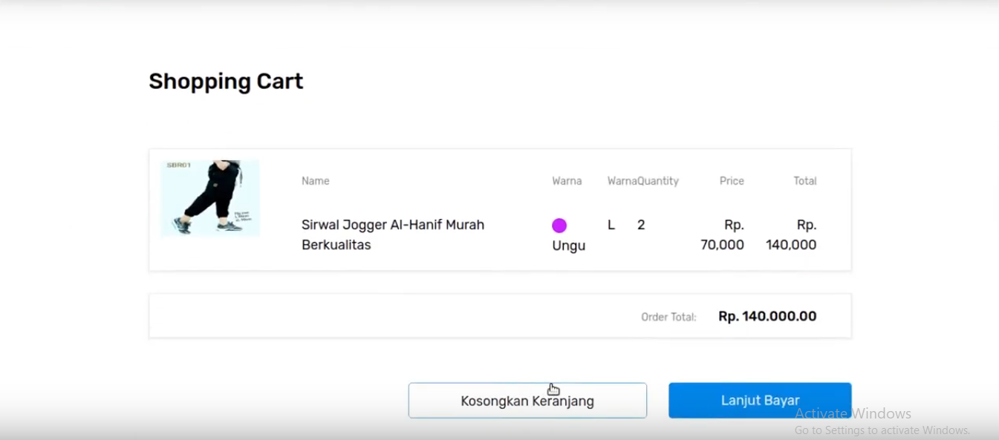 Shopping Cart
SBR01
Name Warna WarnaQuantity Price Total
Sirwal Jogger Al-Hanif Murah
Berkualitas
Ungu
L 2
Rp.
70,000
Rp.
140,000
Order Total: Rp. 140.000.00
Kosongkan Keranjang
Lanjut Bayar
Activate Windows
Go to Settings to activate Windows.